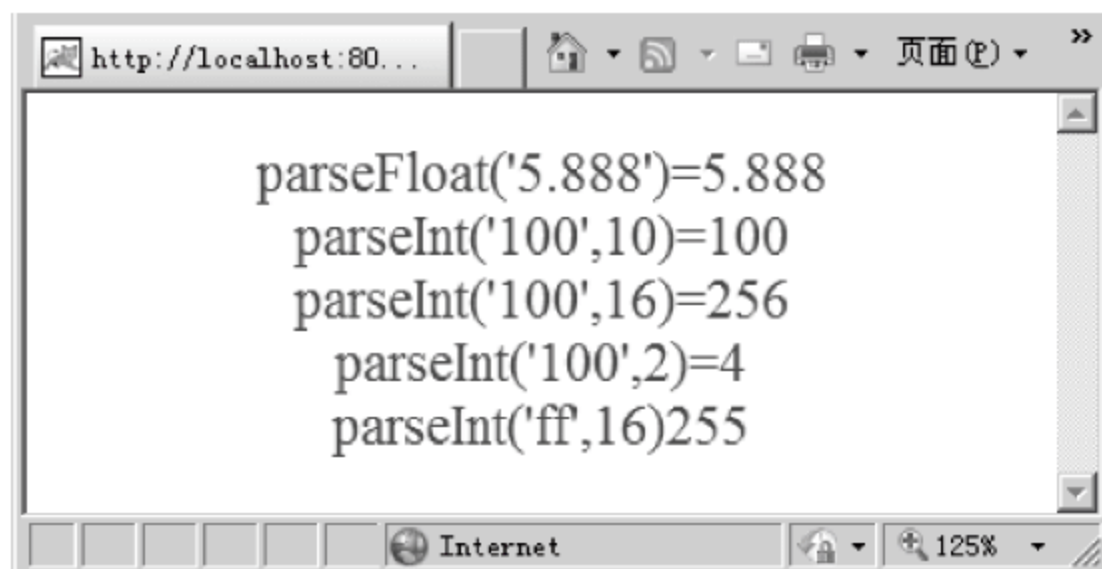 http://localhost:80...
页面(P)
»
parseFloat('5.888')=5.888
parseInt('100',10)=100
parseInt('100',16)=256
parseInt('100',2)=4
parseInt('ff',16)255
Internet
125%